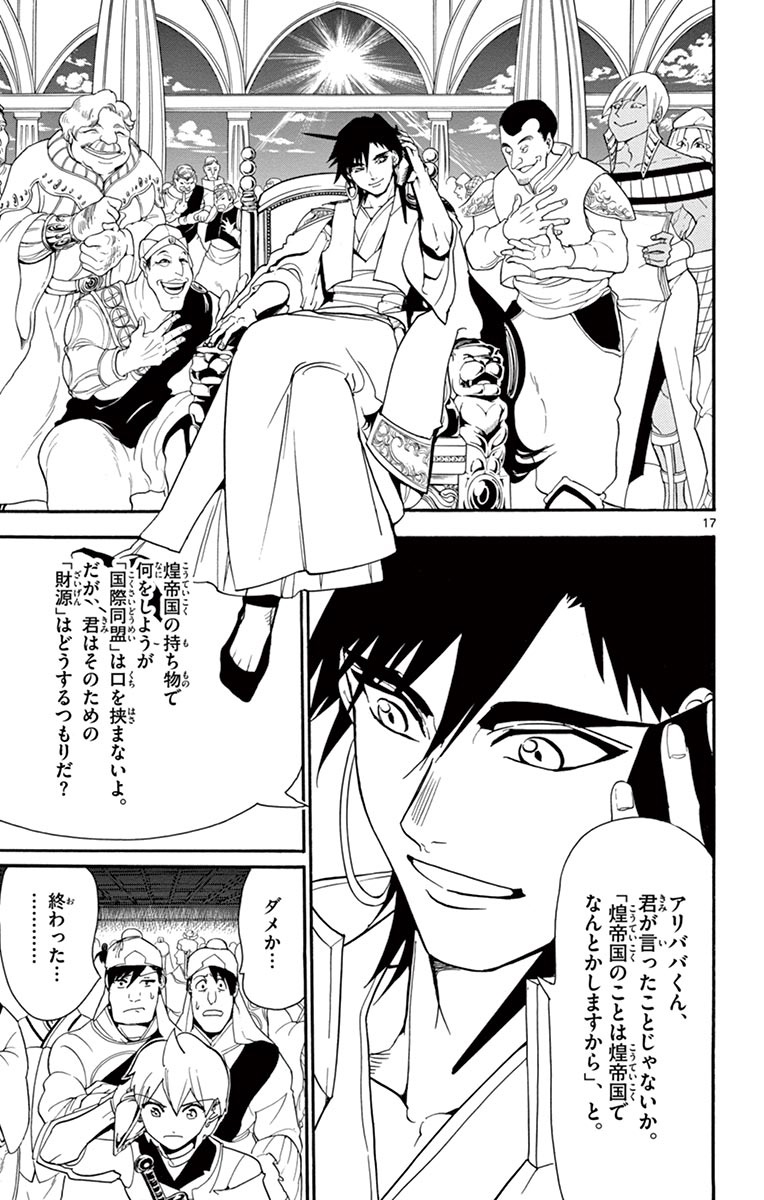 17
アリババくん、
君が言ったことじゃないか。
「煌帝国のことは煌帝国で
なんとかしますから」、と。
煌帝国の持ち物で
何をしようが
「国際同盟」は口を挟まないよ。
だが、君はそのための
「財源」はどうするつもりだ?
ダメか…
終わった…
…………